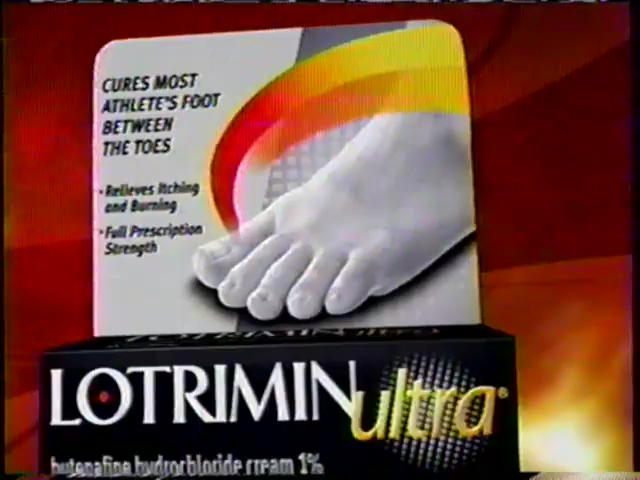 CURES MOST
ATHLETE'S FOOT
BETWEEN
THE TOES
• Relieves Itching
and Burning
• Full Prescription
Strength
LOTRIMIN ultra®
butenafine hydrochloride cream 1%